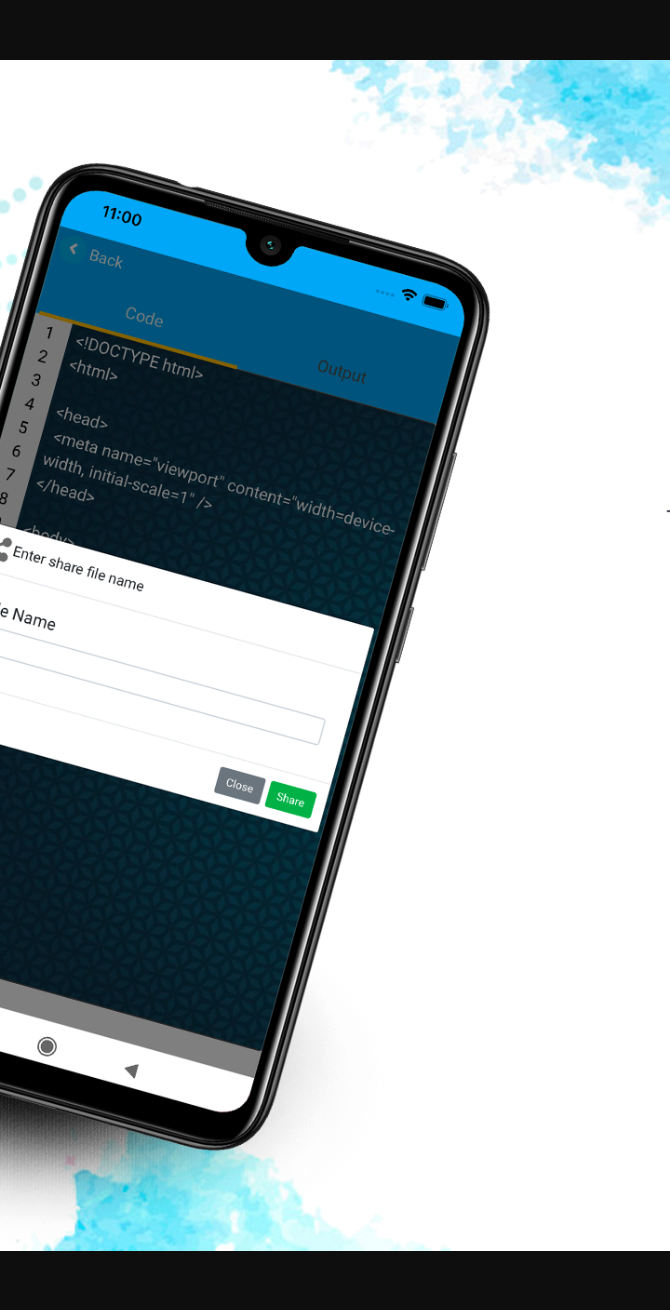 11:00
Back
Code
Output
1
2
3
4
5
6
7
8
<!DOCTYPE html>
<html>
<head>
<meta name="viewport" content="width=device-
width, initial-scale=1" />
</head>
<body>
Enter share file name
Name
Close
Share